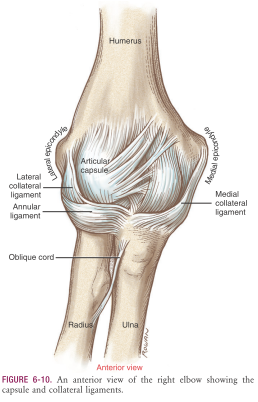 Humerus
Lateral epicondyle
Medial epicondyle
Articular
capsule
Lateral
collateral
ligament
Annular
ligament
Medial
collateral
ligament
Oblique cord
Radius
Ulna
ROWAN
Anterior view
FIGURE 6-10. An anterior view of the right elbow showing the
capsule and collateral ligaments.